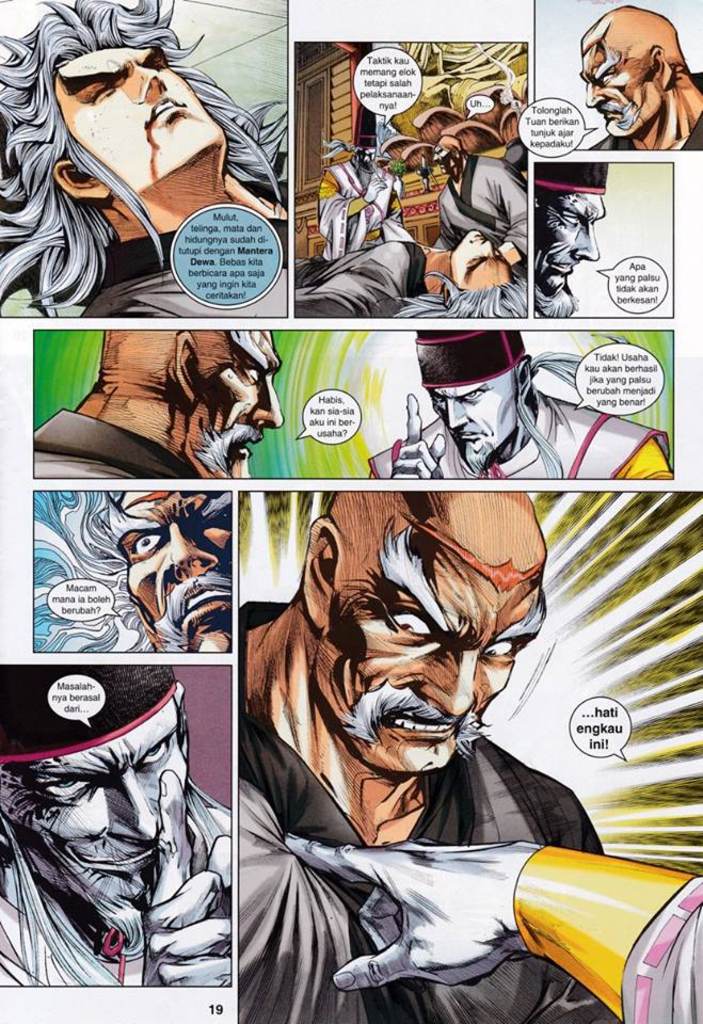 Mulut,
telinga, mata dan
hidungnya sudah di-
tutupi dengan Mantera
Dewa. Bebas kita
berbicara apa saja
yang ingin kita
ceritakan!
Taktik kau
memang elok
tetapi salah
pelaksanaan-
nya!
Uh...
Tolonglah
Tuan berikan
tunjuk ajar
kepadaku!
Apa
yang palsu
tidak akan
berkesan!
Habis,
kan sia-sia
aku ini ber-
usaha?
Tidak! Usaha
kau akan berhasil
jika yang palsu
berubah menjadi
yang benar!
Macam
mana ia boleh
berubah?
Masalah-
nya berasal
dari...
...hati
engkau
ini!
19